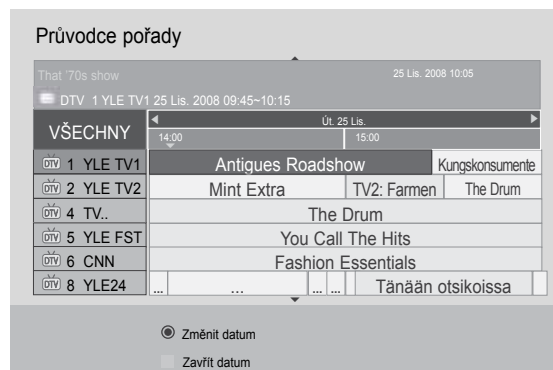 Průvodce pořady
That '70s show 25 Lis. 2008 10:05
DTV 1 YLE TV1 25 Lis. 2008 09:45~10:15
VŠECHNY
Út. 25 Lis.
14:00 15:00
DTV 1 YLE TV1 Antigues Roadshow Kungskonsumente
DTV 2 YLE TV2 Mint Extra TV2: Farmen The Drum
DTV 4 TV.. The Drum
DTV 5 YLE FST You Call The Hits
DTV 6 CNN Fashion Essentials
DTV 8 YLE24 ... ... ... ... Tänään otsikoissa
Změnit datum
Zavřít datum